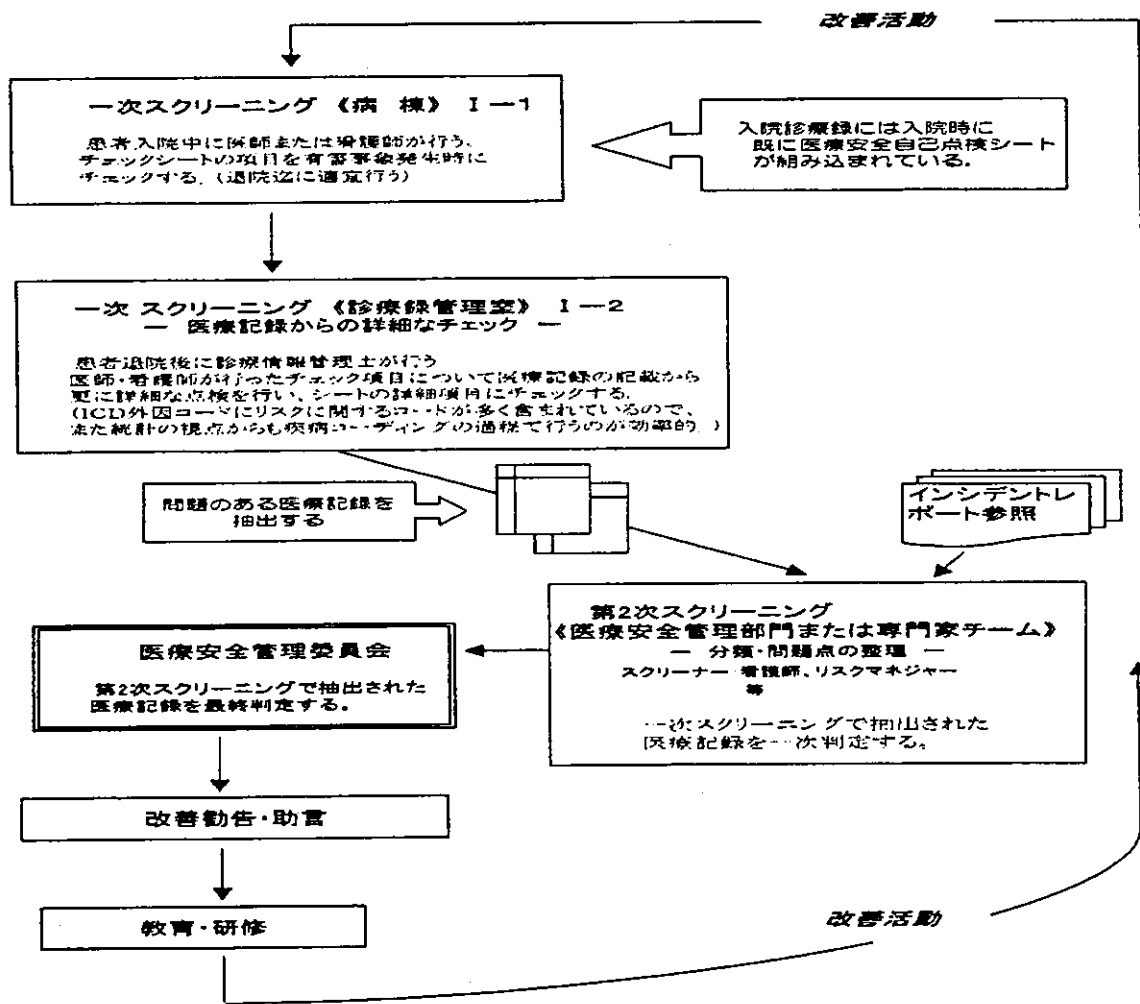 改善活動
一次スクリーニング 《病 棟》 Ⅰ－1
患者入院中に医師または看護師が行う、
チェックシートの項目を有害事象発生時に
チェックする、(退院迄に適宜行う)
入院診療録には入院時に
既に医療安全自己点検シート
が組み込まれている。
一次 スクリーニング 《診療録管理室》 Ⅰ－2
－ 医療記録からの詳細なチェック －
患者退院後に診療情報管理士が行う
医師・看護師が行ったチェック項目について医療記録の記載から
更に詳細な点検を行い、シートの詳細項目にチェックする、
(ICD外因コードにリスクに関するコードが多く含まれているので、
また統計の視点からも疾病コーディングの過程で行うのが効率的、)
問題のある医療記録を
抽出する
インシデントレ
ポート参照
第2次スクリーニング
《医療安全管理部門または専門家チーム》
－ 分類・問題点の整理 －
スクリーナー 看護師、リスクマネジャー
等
一次スクリーニングで抽出された
医療記録を一次判定する。
医療安全管理委員会
第2次スクリーニングで抽出された
医療記録を最終判定する。
改善勧告・助言
教育・研修
改善活動